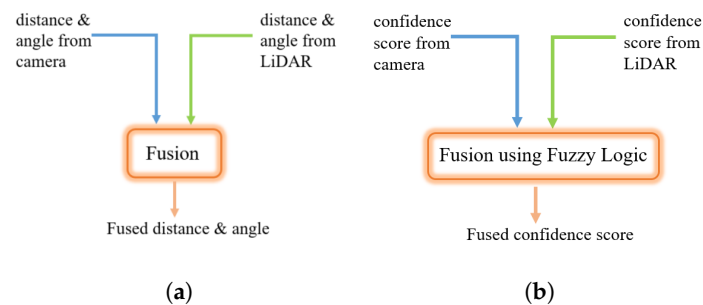 distance &
angle from
camera
distance &
angle from
LiDAR
Fusion
Fused distance & angle
(a)
confidence
score from
camera
confidence
score from
LiDAR
Fusion using Fuzzy Logic
Fused confidence score
(b)